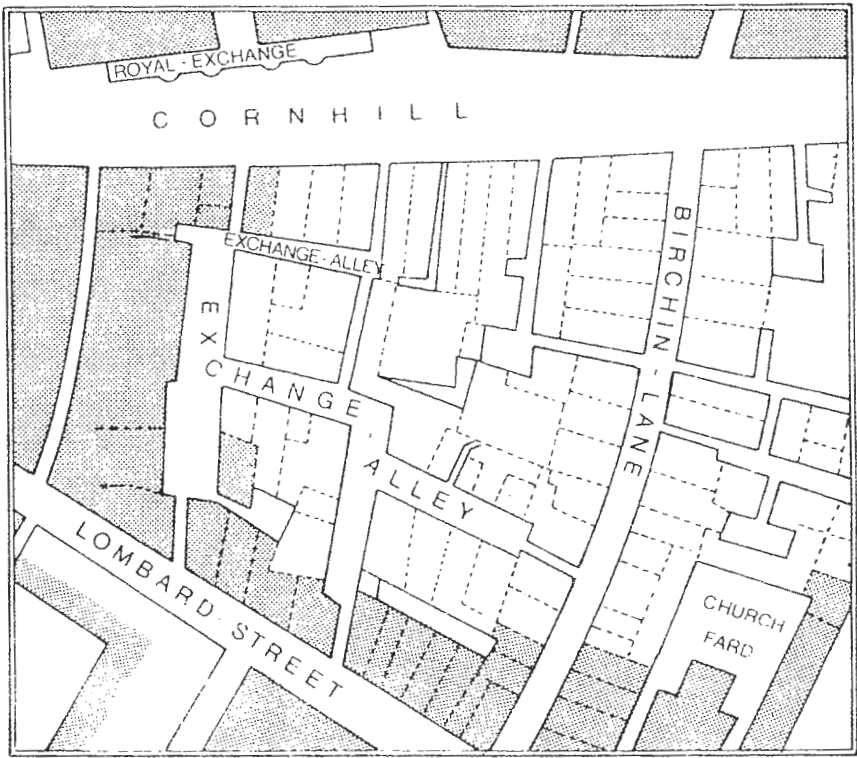 ROYAL - EXCHANGE
CORNHILL
EXCHANGE - ALLEY
BIRCHIN - LANE
EXCHANGE - ALLEY
LOMBARD - STREET
CHURCH
FARD